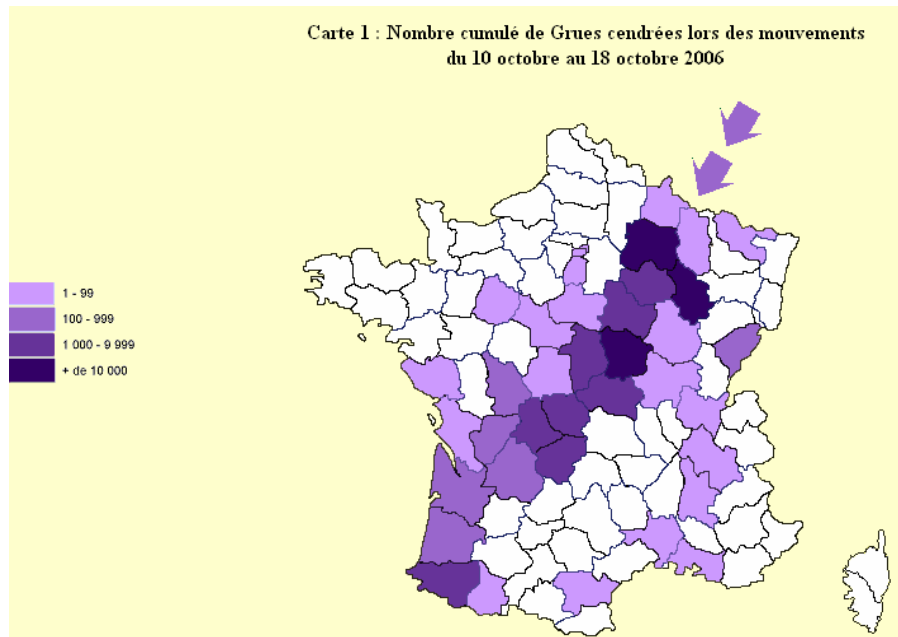 Carte 1 : Nombre cumulé de Grues cendrées lors des mouvements
du 10 octobre au 18 octobre 2006
1 - 99
100 - 999
1 000 - 9 999
+ de 10 000